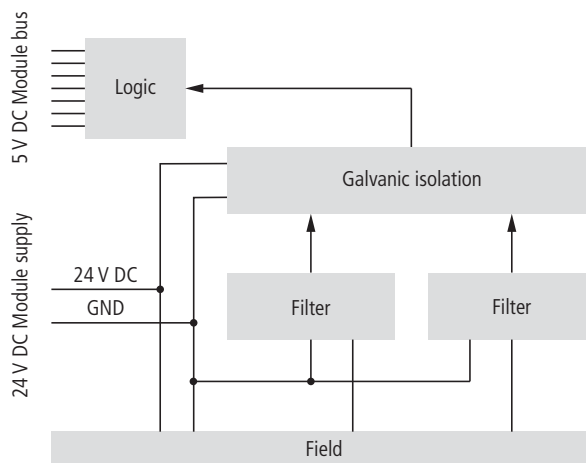 5 V DC Module bus
Logic
Galvanic isolation
24 V DC Module supply
24 V DC
GND
Filter
Filter
Field